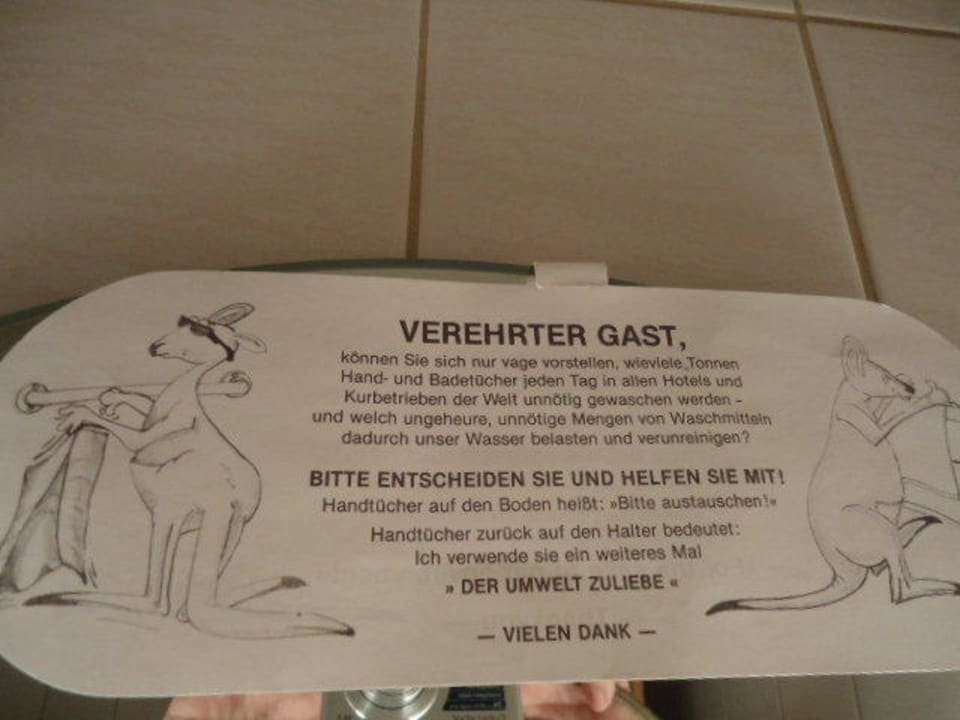 VEREHRTER GAST,
können Sie sich nur vage vorstellen, wieviele Tonnen
Hand- und Badetücher jeden Tag in allen Hotels und
Kurbetrieben der Welt unnötig gewaschen werden -
und welch ungeheure, unnötige Mengen von Waschmitteln
dadurch unser Wasser belasten und verunreinigen?
BITTE ENTSCHEIDEN SIE UND HELFEN SIE MIT!
Handtücher auf den Boden heißt: »Bitte austauschen!«
Handtücher zurück auf den Halter bedeutet:
Ich verwende sie ein weiteres Mal
» DER UMWELT ZULIEBE «
— VIELEN DANK —